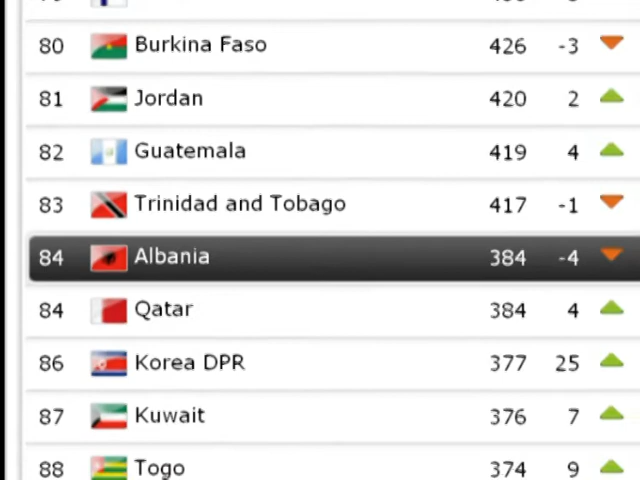 80 Burkina Faso 426 -3
81 Jordan 420 2
82 Guatemala 419 4
83 Trinidad and Tobago 417 -1
84 Albania 384 -4
84 Qatar 384 4
86 Korea DPR 377 25
87 Kuwait 376 7
88 Togo 374 9